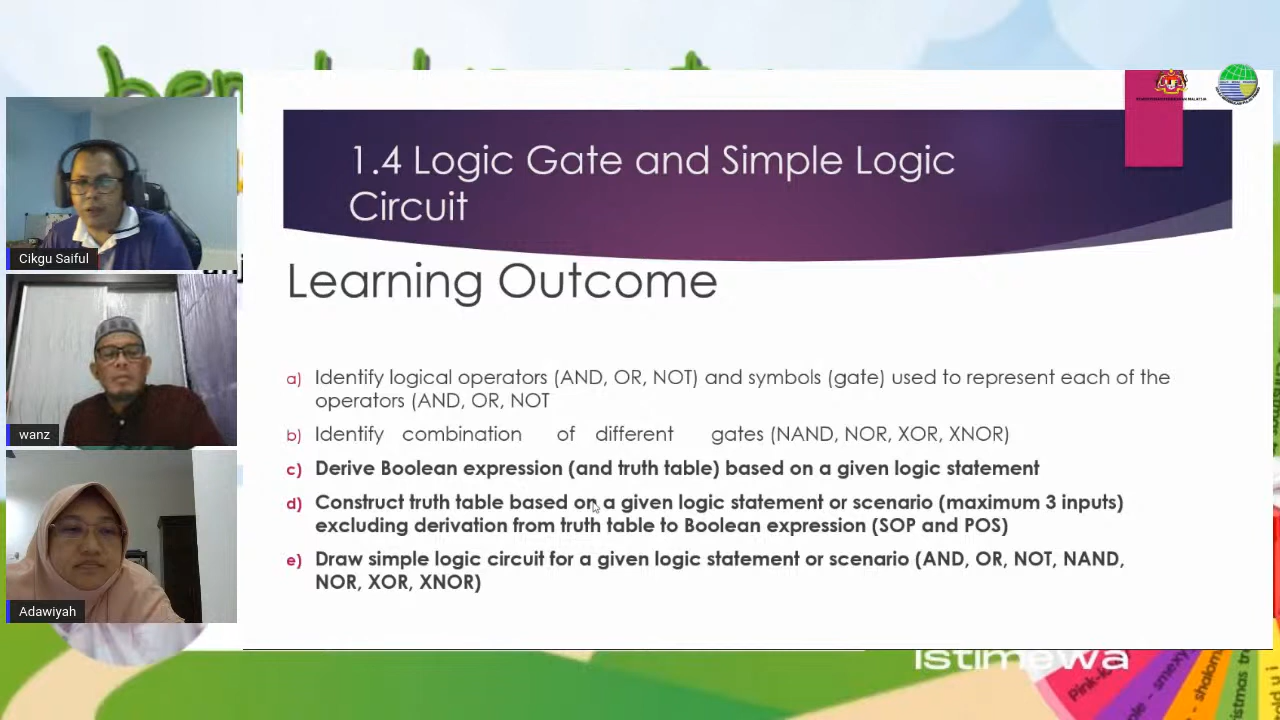 1.4 Logic Gate and Simple Logic
Circuit
Learning Outcome
a) Identify logical operators (AND, OR, NOT) and symbols (gate) used to represent each of the
operators (AND, OR, NOT
b) Identify combination of different gates (NAND, NOR, XOR, XNOR)
c) Derive Boolean expression (and truth table) based on a given logic statement
d) Construct truth table based on a given logic statement or scenario (maximum 3 inputs)
excluding derivation from truth table to Boolean expression (SOP and POS)
e) Draw simple logic circuit for a given logic statement or scenario (AND, OR, NOT, NAND,
NOR, XOR, XNOR)
Cikgu Saiful
wanz
Adawiyah
istimewa